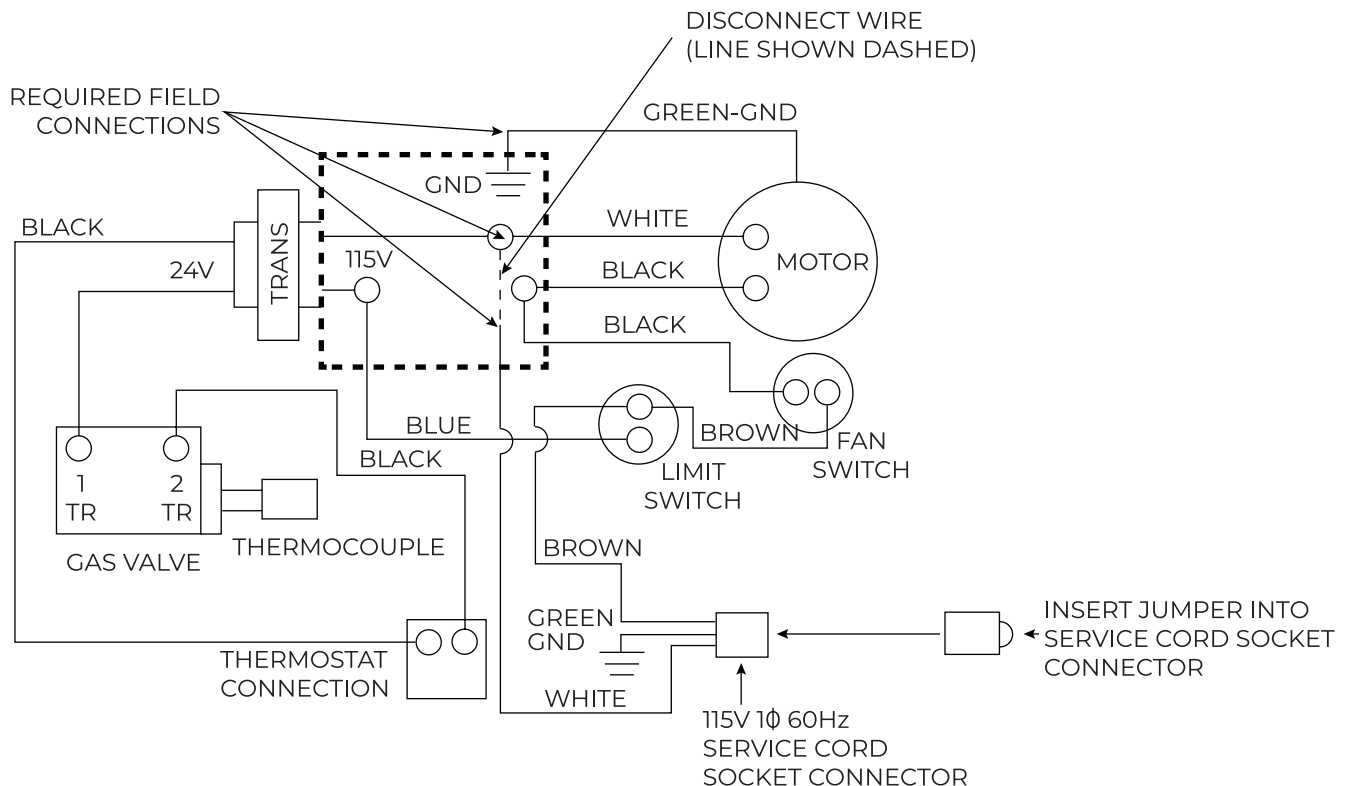 DISCONNECT WIRE
(LINE SHOWN DASHED)
REQUIRED FIELD
CONNECTIONS
GREEN-GND
GND
BLACK
WHITE
TRANS
115V
MOTOR
24V
BLACK
BLACK
BLUE
BROWN
FAN
SWITCH
BLACK
LIMIT
SWITCH
1
TR
2
TR
THERMOCOUPLE
GAS VALVE
BROWN
GREEN
GND
INSERT JUMPER INTO
SERVICE CORD SOCKET
CONNECTOR
THERMOSTAT
CONNECTION
WHITE
115V 1ϕ 60Hz
SERVICE CORD
SOCKET CONNECTOR